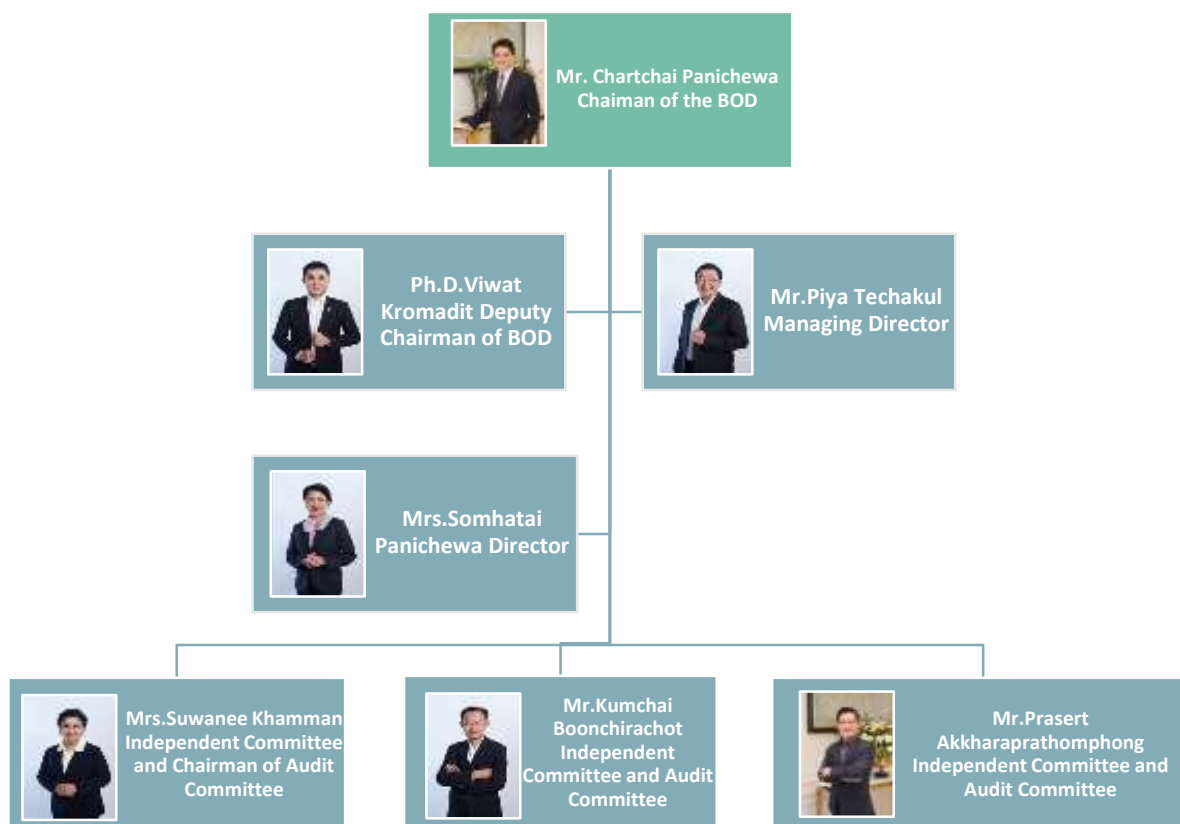 Mr. Chartchai Panichewa
Chaiman of the BOD
Ph.D.Viwat
Kromadit Deputy
Chairman of BOD
Mr.Piya Techakul
Managing Director
Mrs.Somhatai
Panichewa Director
Mrs.Suwanee Khamman
Independent Committee
and Chairman of Audit
Committee
Mr.Kumchai
Boonchirachot
Independent
Committee and Audit
Committee
Mr.Prasert
Akkharaprathomphong
Independent Committee and
Audit Committee